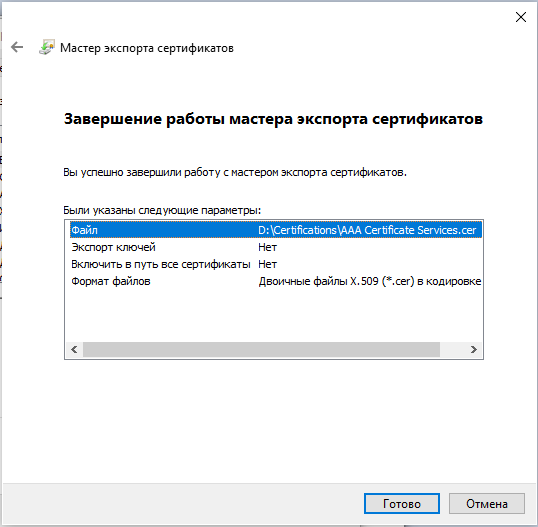 Мастер экспорта сертификатов
Завершение работы мастера экспорта сертификатов
Вы успешно завершили работу с мастером экспорта сертификатов.
Были указаны следующие параметры:
Файл D:\Certifications\AAA Certificate Services.cer
Экспорт ключей Нет
Включить в путь все сертификаты Нет
Формат файлов Двоичные файлы X.509 (*.cer) в кодировке
Готово Отмена